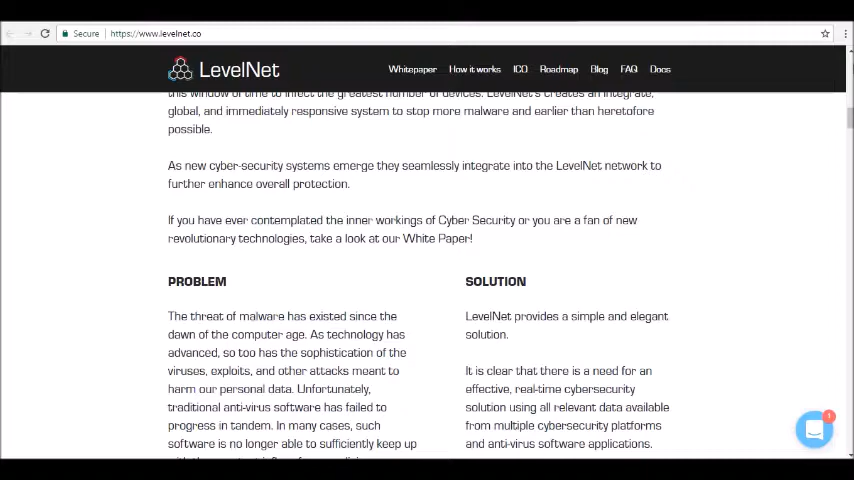 Secure https://www.levelnet.co
LevelNet Whitepaper How it works ICO Roadmap Blog FAQ Docs
this window of time to infect the greatest number of devices. LevelNet's creates an integrate,
global, and immediately responsive system to stop more malware and earlier than heretofore
possible.
As new cyber-security systems emerge they seamlessly integrate into the LevelNet network to
further enhance overall protection.
If you have ever contemplated the inner workings of Cyber Security or you are a fan of new
revolutionary technologies, take a look at our White Paper!
PROBLEM
The threat of malware has existed since the
dawn of the computer age. As technology has
advanced, so too has the sophistication of the
viruses, exploits, and other attacks meant to
harm our personal data. Unfortunately,
traditional anti-virus software has failed to
progress in tandem. In many cases, such
software is no longer able to sufficiently keep up
SOLUTION
LevelNet provides a simple and elegant
solution.
It is clear that there is a need for an
effective, real-time cybersecurity
solution using all relevant data available
from multiple cybersecurity platforms
and anti-virus software applications.
1